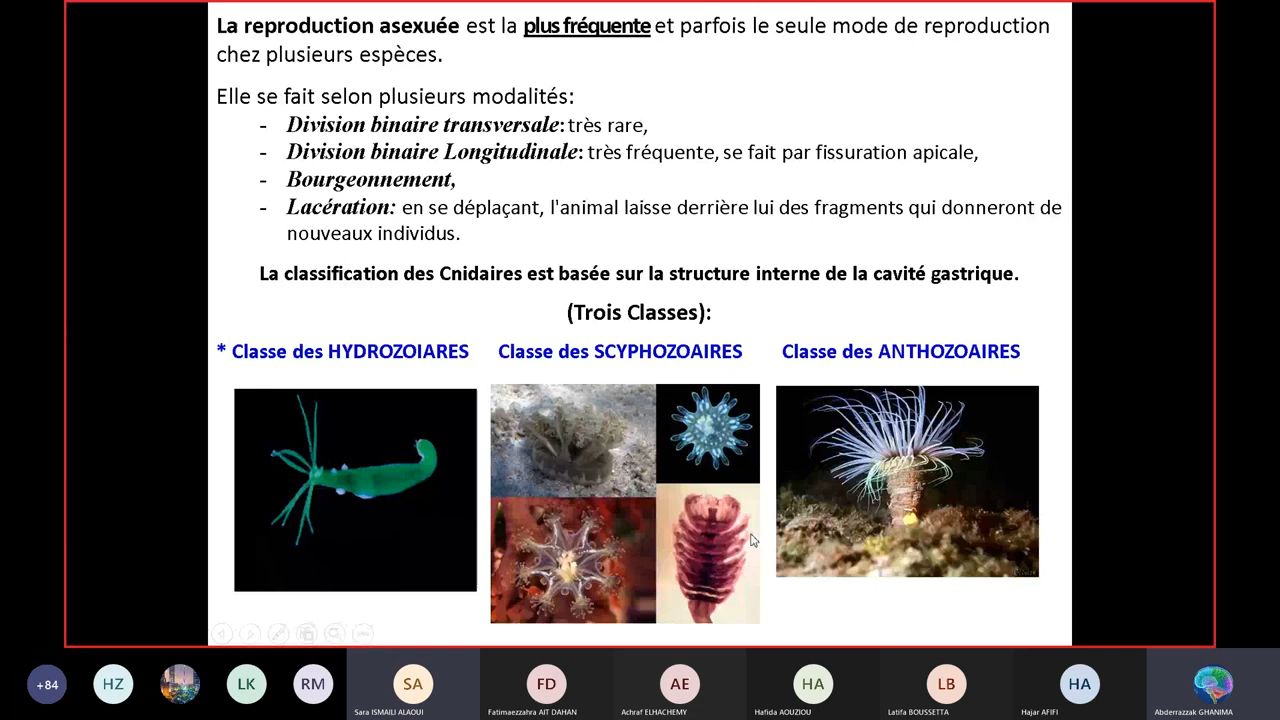 La reproduction asexuée est la plus fréquente et parfois le seule mode de reproduction
chez plusieurs espèces.
Elle se fait selon plusieurs modalités:
- Division binaire transversale: très rare,
- Division binaire Longitudinale: très fréquente, se fait par fissuration apicale,
- Bourgeonnement,
- Lacération: en se déplaçant, l'animal laisse derrière lui des fragments qui donneront de
nouveaux individus.
La classification des Cnidaires est basée sur la structure interne de la cavité gastrique.
(Trois Classes):
* Classe des HYDROZOIARES Classe des SCYPHOZOAIRES Classe des ANTHOZOAIRES
+84 HZ LK RM SA FD AE HA LB HA
Sara ISMAILI ALAOUI Fatimaezzahra AIT DAHAN Achraf ELHACHEMY Hafida AOUZIOU Latifa BOUSSETTA Hajar AFIFI Abderrazzak GHANIMA